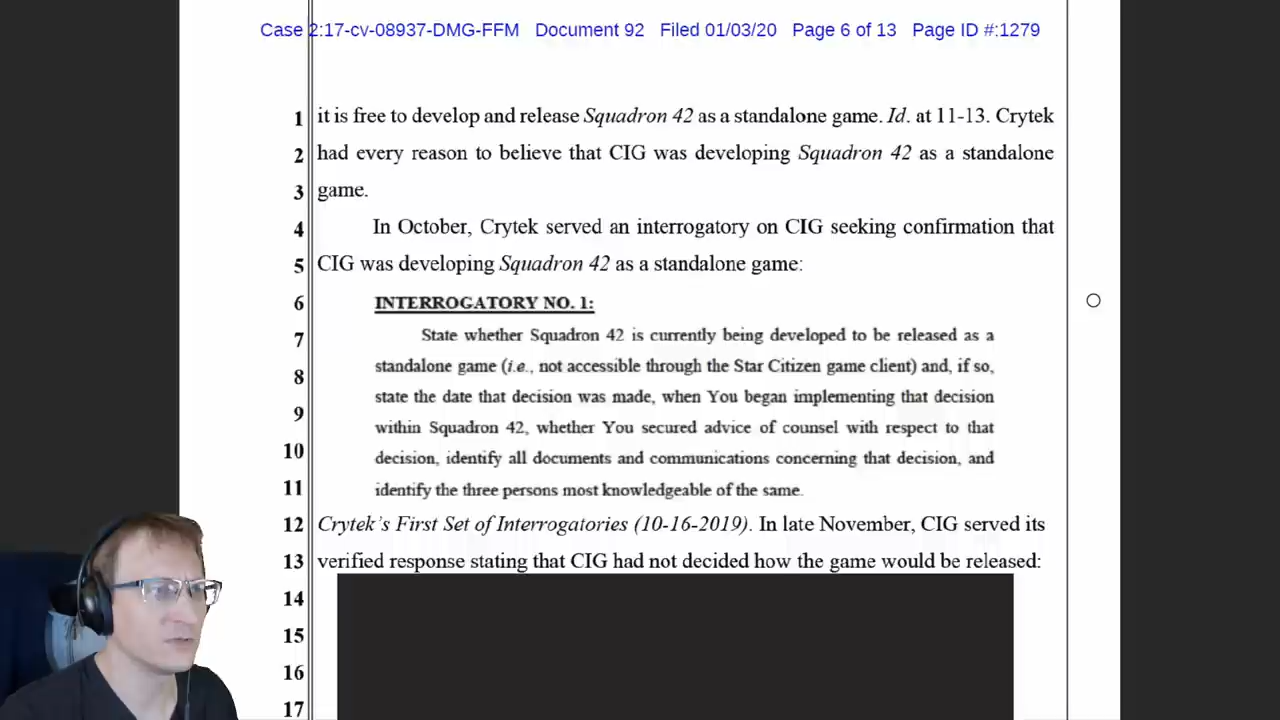 Case 2:17-cv-08937-DMG-FFM Document 92 Filed 01/03/20 Page 6 of 13 Page ID #:1279
1 it is free to develop and release Squadron 42 as a standalone game. Id. at 11-13. Crytek
2 had every reason to believe that CIG was developing Squadron 42 as a standalone
3 game.
4 In October, Crytek served an interrogatory on CIG seeking confirmation that
5 CIG was developing Squadron 42 as a standalone game:
6 INTERROGATORY NO. 1:
7 State whether Squadron 42 is currently being developed to be released as a
8 standalone game (i.e., not accessible through the Star Citizen game client) and, if so,
state the date that decision was made, when You began implementing that decision
9 within Squadron 42, whether You secured advice of counsel with respect to that
10 decision, identify all documents and communications concerning that decision, and
11 identify the three persons most knowledgeable of the same.
12 Crytek's First Set of Interrogatories (10-16-2019). In late November, CIG served its
13 verified response stating that CIG had not decided how the game would be released:
14
15
16
17